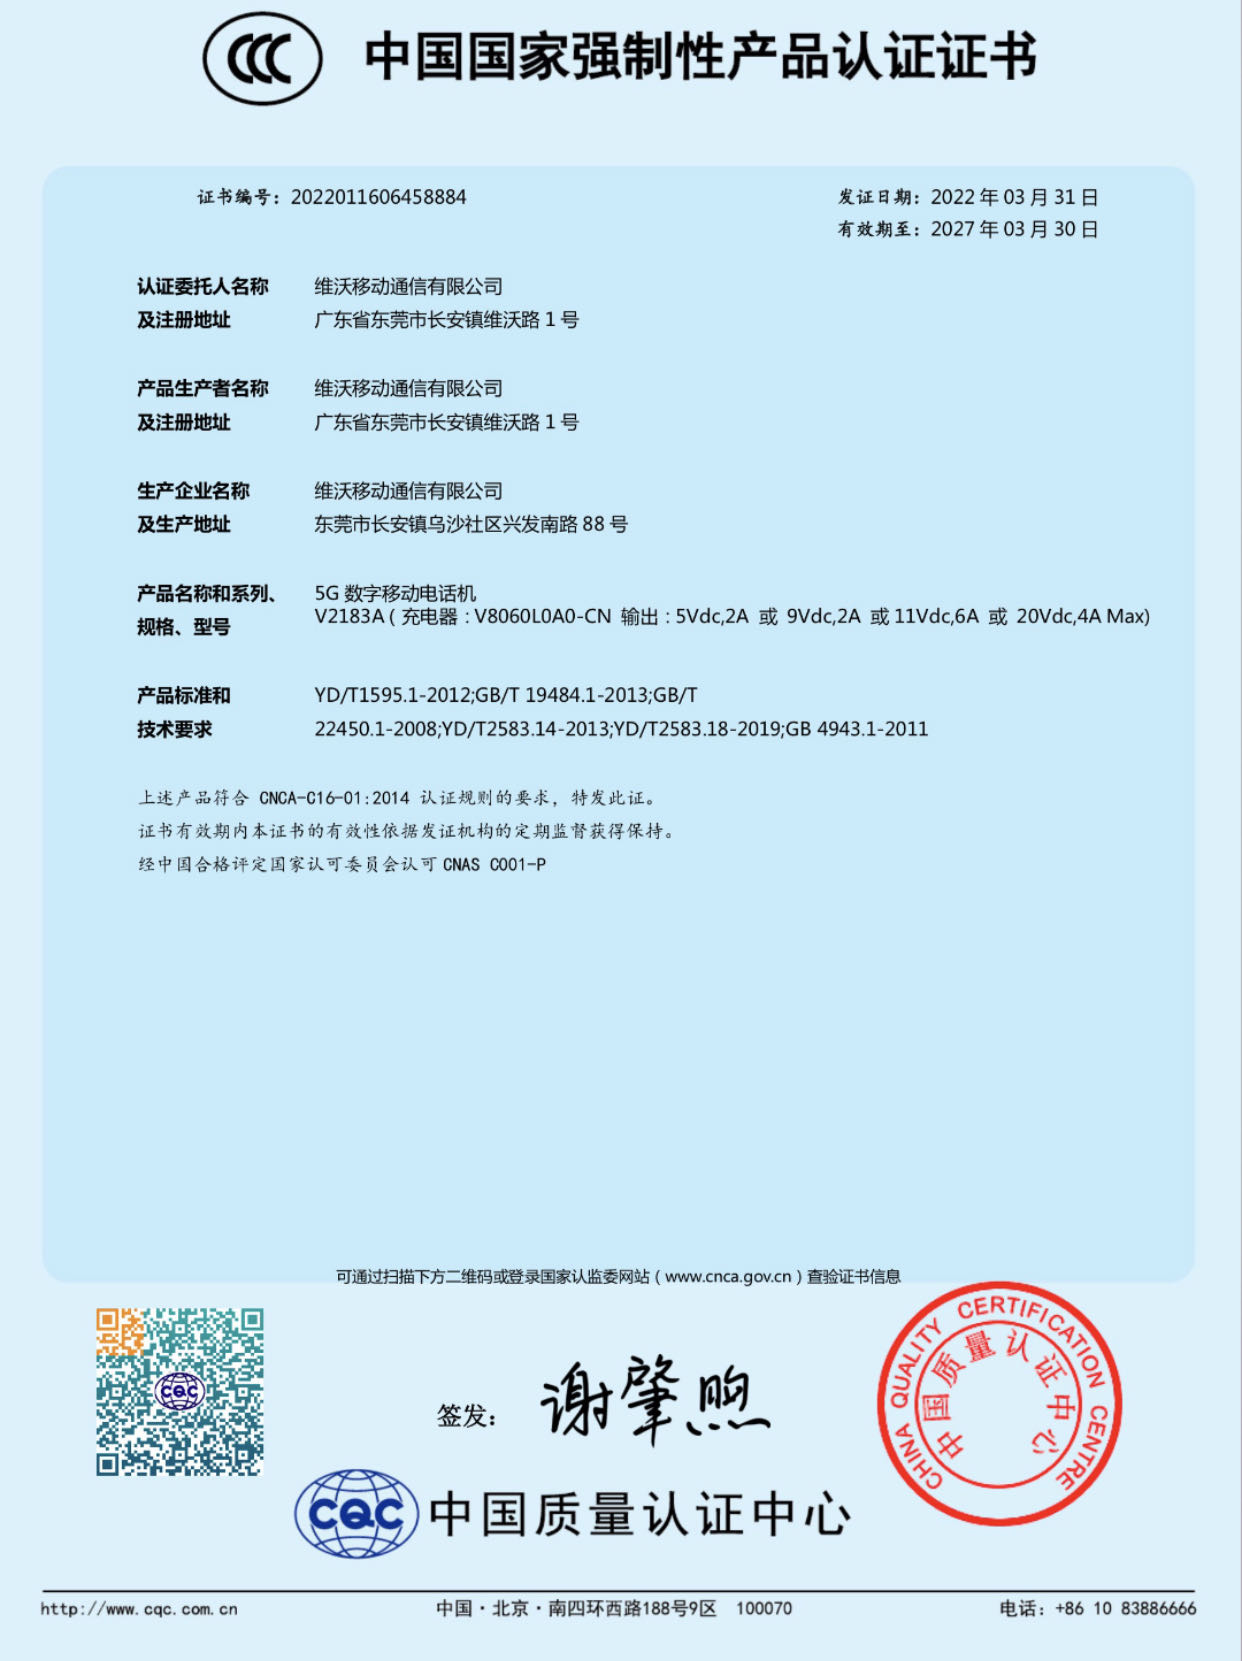 CCC 中国国家强制性产品认证证书
证书编号：2022011606458884
发证日期：2022 年 03 月 31 日
有效期至：2027 年 03 月 30 日
认证委托人名称 维沃移动通信有限公司
及注册地址 广东省东莞市长安镇维沃路 1 号
产品生产者名称 维沃移动通信有限公司
及注册地址 广东省东莞市长安镇维沃路 1 号
生产企业名称 维沃移动通信有限公司
及生产地址 东莞市长安镇乌沙社区兴发南路 88 号
产品名称和系列、 5G 数字移动电话机
规格、型号 V2183A ( 充电器 : V8060L0A0-CN 输出 : 5Vdc,2A 或 9Vdc,2A 或 11Vdc,6A 或 20Vdc,4A Max)
产品标准和 YD/T1595.1-2012;GB/T 19484.1-2013;GB/T
技术要求 22450.1-2008;YD/T2583.14-2013;YD/T2583.18-2019;GB 4943.1-2011
上述产品符合 CNCA-C16-01:2014 认证规则的要求，特发此证。
证书有效期内本证书的有效性依据发证机构的定期监督获得保持。
经中国合格评定国家认可委员会认可 CNAS C001-P
可通过扫描下方二维码或登录国家认监委网站（www.cnca.gov.cn）查验证书信息
CQC
签发： 谢肇煦
CHINA QUALITY CERTIFICATION CENTRE
中国质量认证中心
CQC 中国质量认证中心
http://www.cqc.com.cn
中国·北京·南四环西路188号9区 100070
电话：+86 10 83886666